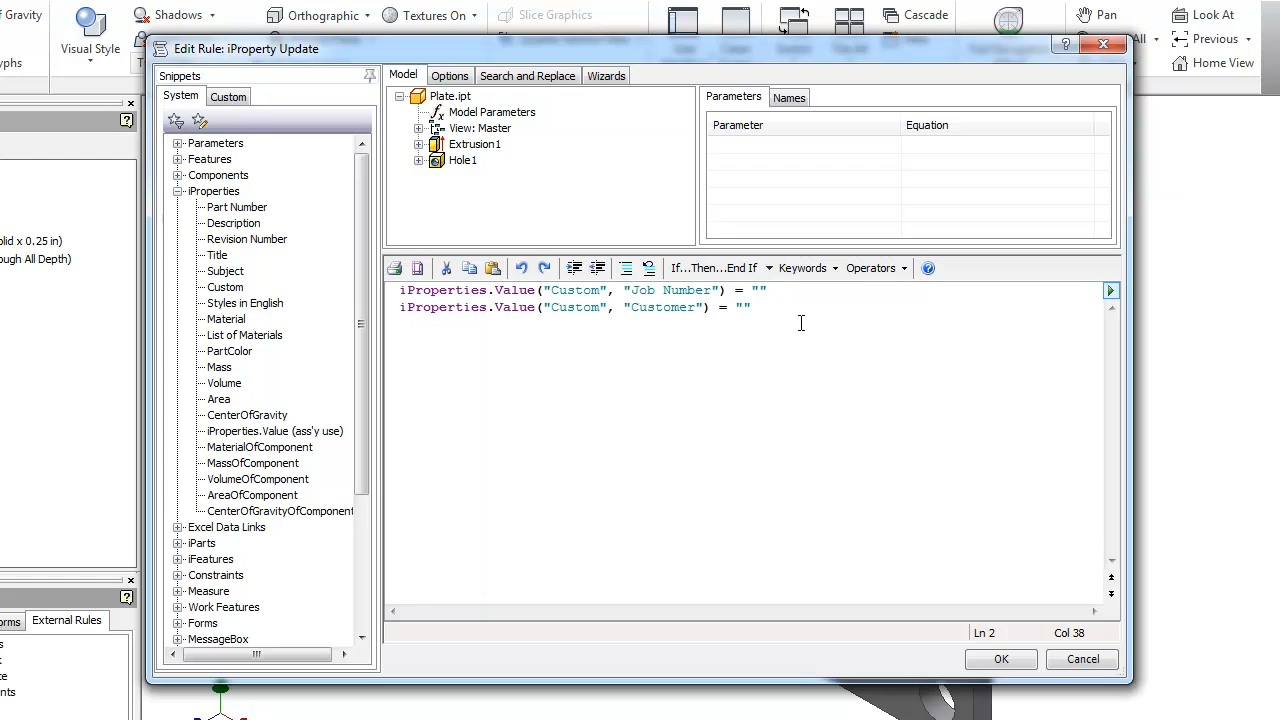 f Gravity
Shadows
Orthographic
Textures On
Slice Graphics
Cascade
Pan
Look At
Visual Style
All
Previous
lyphs
Home View
Edit Rule: iProperty Update
Snippets
System
Custom
Parameters
Features
Components
iProperties
Part Number
Description
Revision Number
Title
Subject
Custom
Styles in English
Material
List of Materials
PartColor
Mass
Volume
Area
CenterOfGravity
iProperties.Value (ass'y use)
MaterialOfComponent
MassOfComponent
VolumeOfComponent
AreaOfComponent
CenterOfGravityOfComponent
Excel Data Links
iParts
iFeatures
Constraints
Measure
Work Features
Forms
MessageBox
Model
Options
Search and Replace
Wizards
Plate.ipt
Model Parameters
View: Master
Extrusion1
Hole1
Parameters
Names
Parameter
Equation
If...Then...End If
Keywords
Operators
iProperties.Value("Custom", "Job Number") = ""
iProperties.Value("Custom", "Customer") = ""
Ln 2
Col 38
OK
Cancel
olid x 0.25 in)
ough All Depth)
orms
External Rules
s
t
te
ents